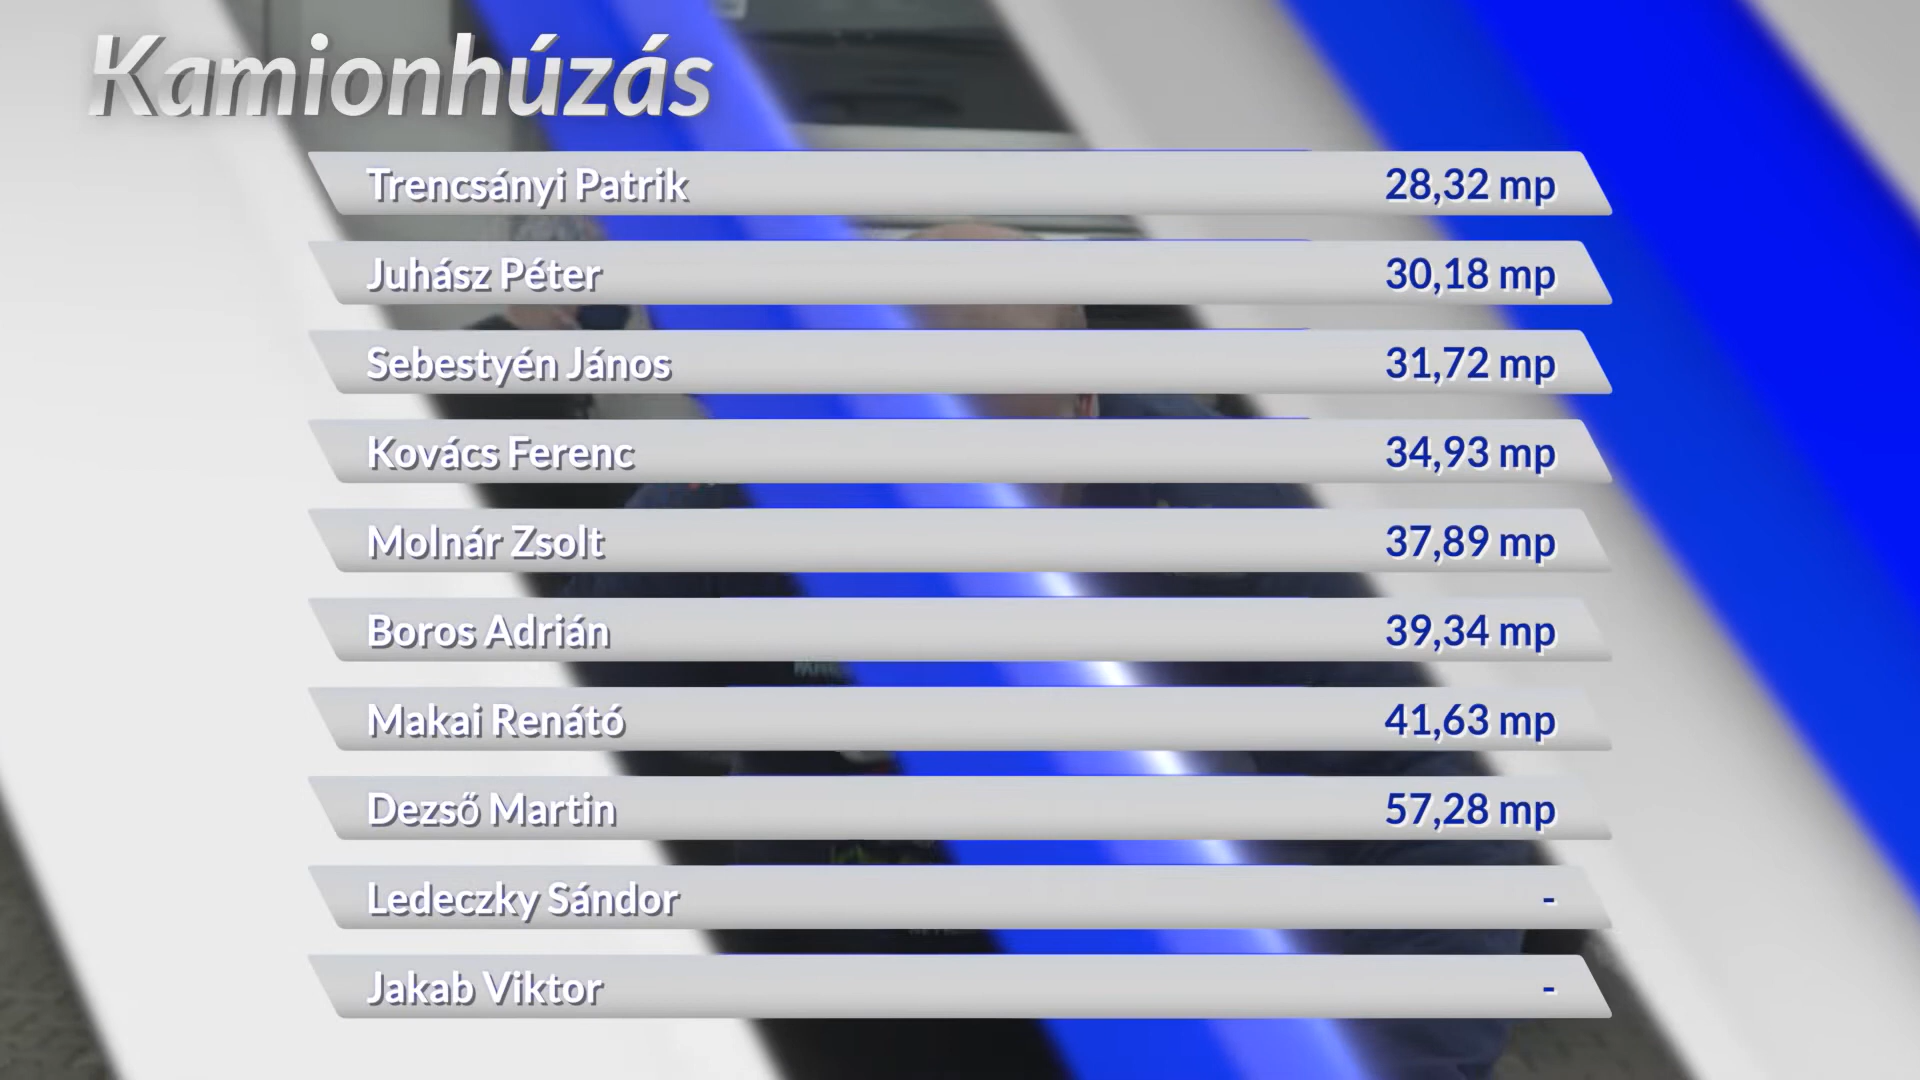 Kamionhúzás
Trencsányi Patrik 28,32 mp
Juhász Péter 30,18 mp
Sebestyén János 31,72 mp
Kovács Ferenc 34,93 mp
Molnár Zsolt 37,89 mp
Boros Adrián 39,34 mp
Makai Renátó 41,63 mp
Dezső Martin 57,28 mp
Ledeczky Sándor -
Jakab Viktor -